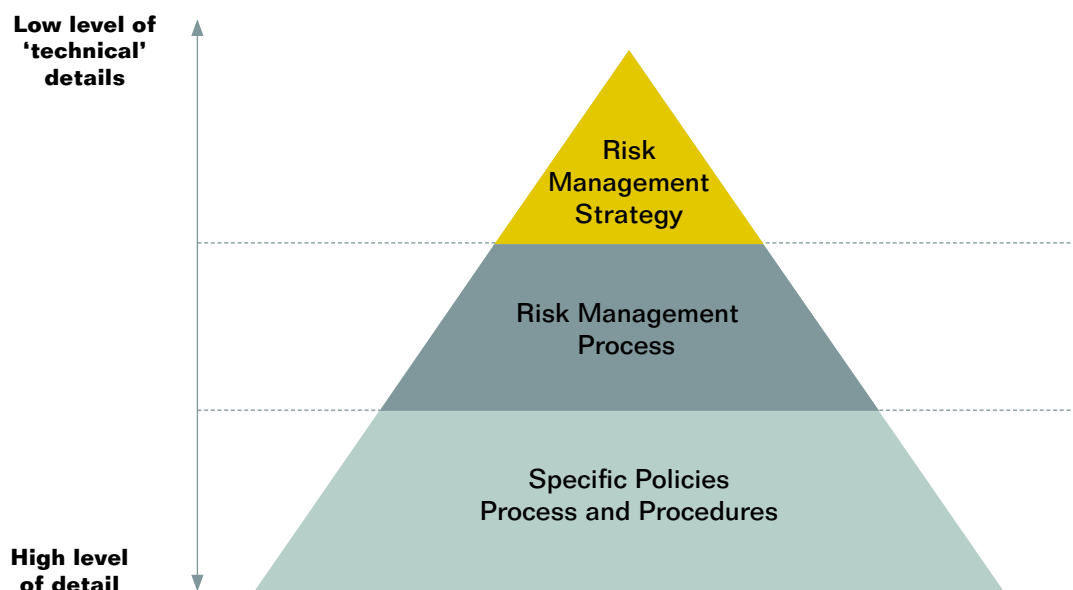 Low level of
‘technical’
details
Risk
Management
Strategy
Risk Management
Process
Specific Policies
Process and Procedures
High level
of detail